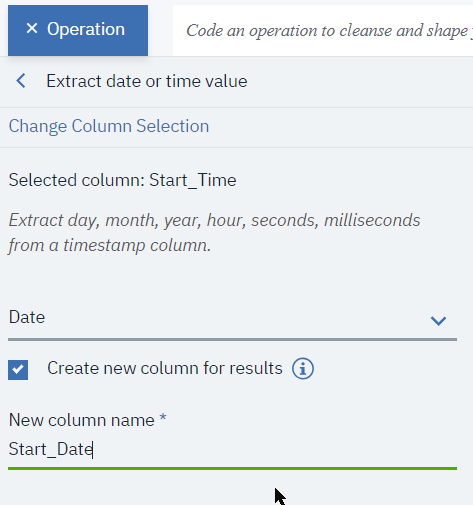 × Operation
Code an operation to cleanse and shape
Extract date or time value
Change Column Selection
Selected column: Start_Time
Extract day, month, year, hour, seconds, milliseconds
from a timestamp column.
Date
Create new column for results
New column name *
Start_Date